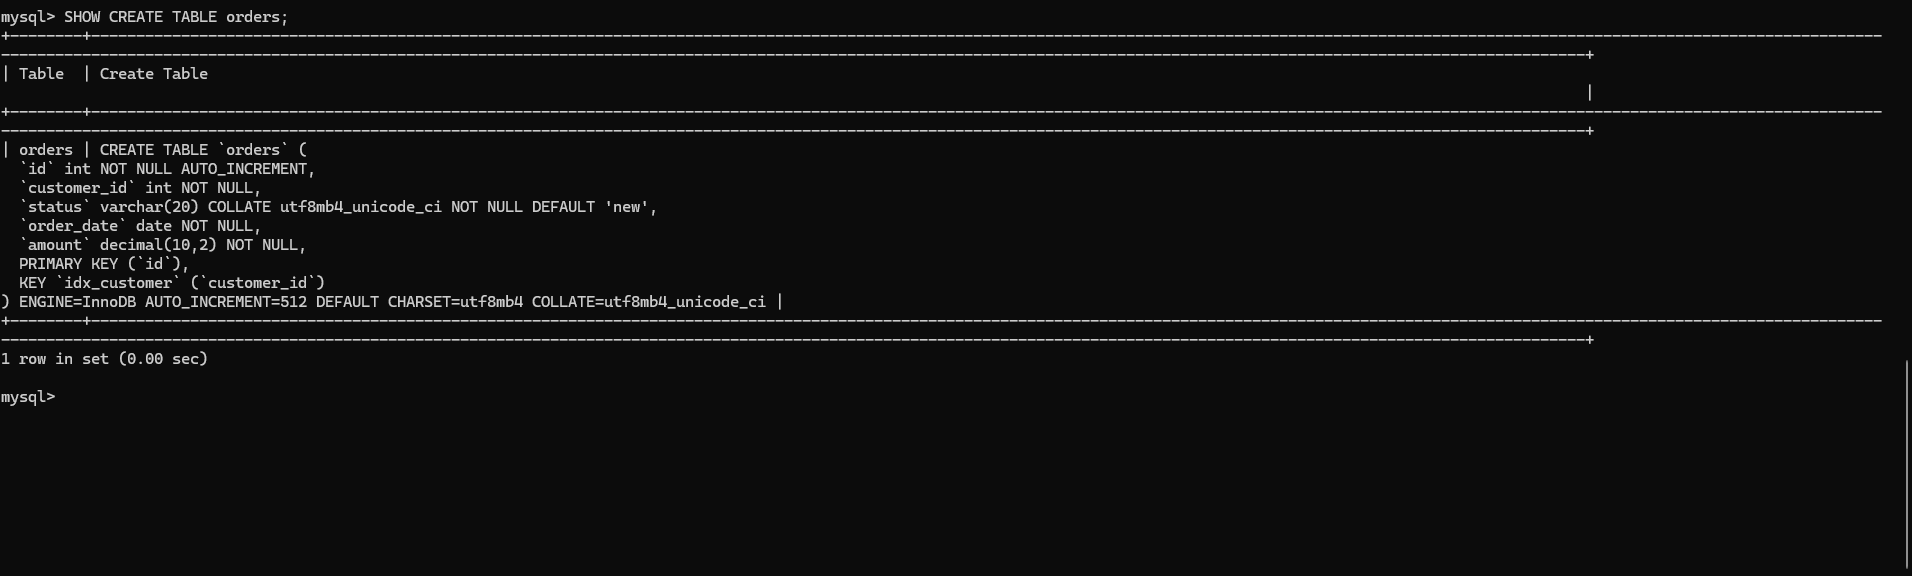 mysql> SHOW CREATE TABLE orders;
+--------+-------------------------------------------------------------------------------------------------------------------------------------------------------------------------------------------------------
--------------------------------------------------------------------------------------------------------------------------------------------------------------------------------+
| Table  | Create Table
|
+--------+-------------------------------------------------------------------------------------------------------------------------------------------------------------------------------------------------------
--------------------------------------------------------------------------------------------------------------------------------------------------------------------------------+
| orders | CREATE TABLE `orders` (
  `id` int NOT NULL AUTO_INCREMENT,
  `customer_id` int NOT NULL,
  `status` varchar(20) COLLATE utf8mb4_unicode_ci NOT NULL DEFAULT 'new',
  `order_date` date NOT NULL,
  `amount` decimal(10,2) NOT NULL,
  PRIMARY KEY (`id`),
  KEY `idx_customer` (`customer_id`)
) ENGINE=InnoDB AUTO_INCREMENT=512 DEFAULT CHARSET=utf8mb4 COLLATE=utf8mb4_unicode_ci |
+--------+-------------------------------------------------------------------------------------------------------------------------------------------------------------------------------------------------------
--------------------------------------------------------------------------------------------------------------------------------------------------------------------------------+
1 row in set (0.00 sec)

mysql>